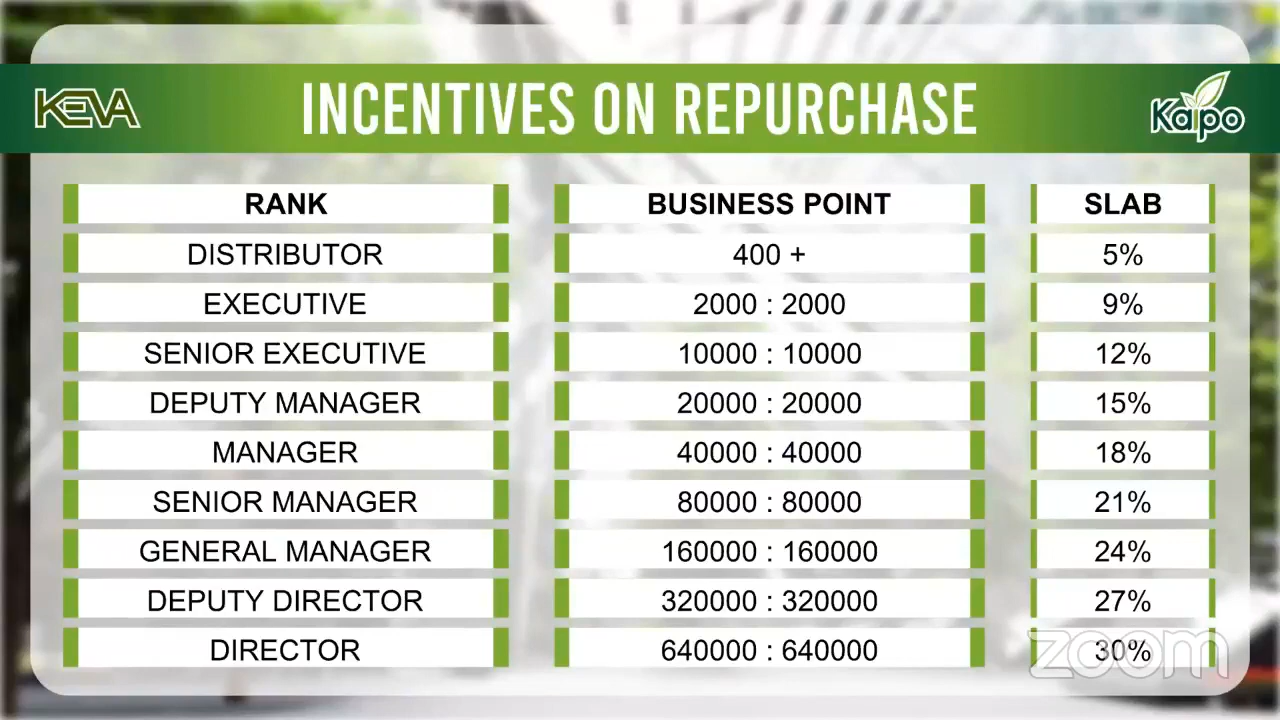 KEVA
INCENTIVES ON REPURCHASE
Kaipo
RANK BUSINESS POINT SLAB
DISTRIBUTOR 400 + 5%
EXECUTIVE 2000 : 2000 9%
SENIOR EXECUTIVE 10000 : 10000 12%
DEPUTY MANAGER 20000 : 20000 15%
MANAGER 40000 : 40000 18%
SENIOR MANAGER 80000 : 80000 21%
GENERAL MANAGER 160000 : 160000 24%
DEPUTY DIRECTOR 320000 : 320000 27%
DIRECTOR 640000 : 640000 30%
zoom